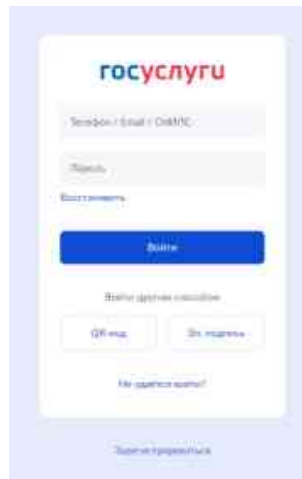 госуслуги
Телефон / Email / СНИЛС
Пароль
Восстановить
Войти
Войти другим способом
QR-код Эл. подпись
Не удаётся войти?
Зарегистрироваться